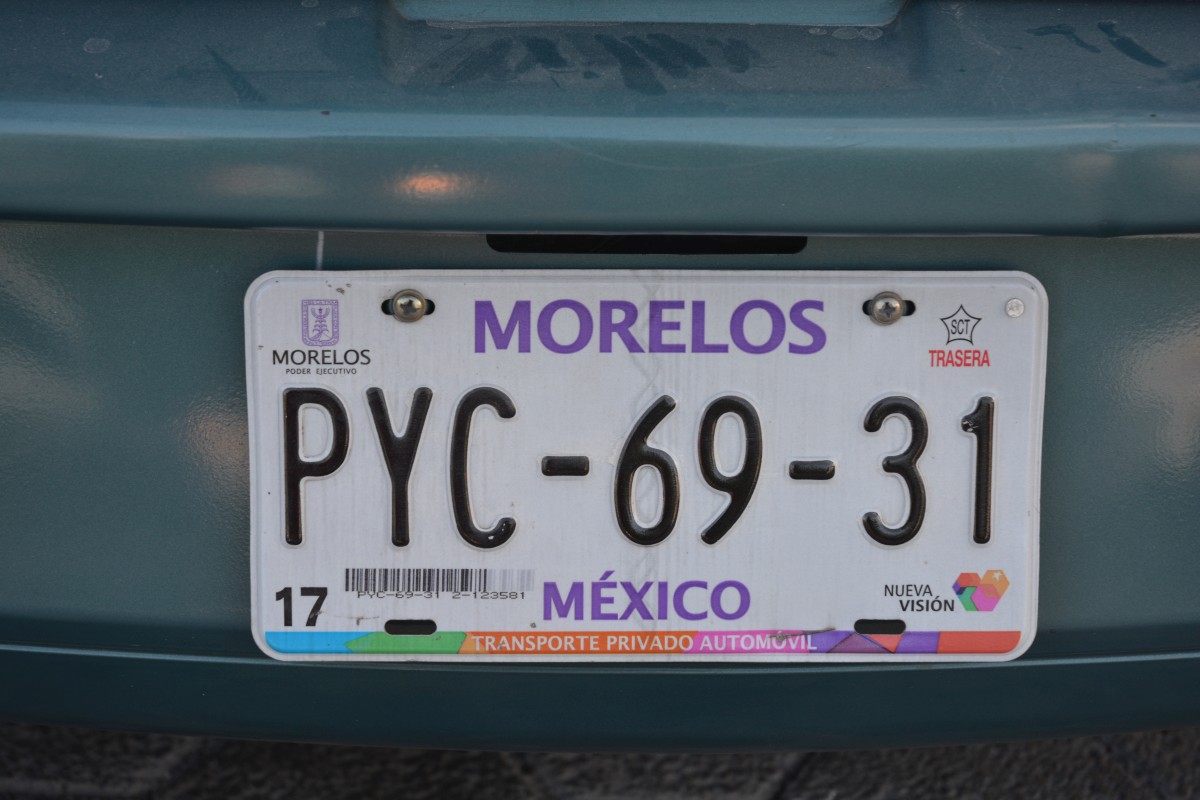 MORELOS
MORELOS
PODER EJECUTIVO
SCT
TRASERA
PYC-69-31
17
PYC-69-31 2-123581
MÉXICO
NUEVA
VISIÓN
TRANSPORTE PRIVADO AUTOMÓVIL